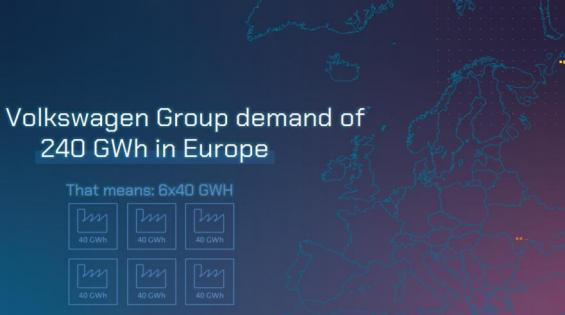 Volkswagen Group demand of
240 GWh in Europe
That means: 6x40 GWH
40 GWh 40 GWh 40 GWh
40 GWh 40 GWh 40 GWh